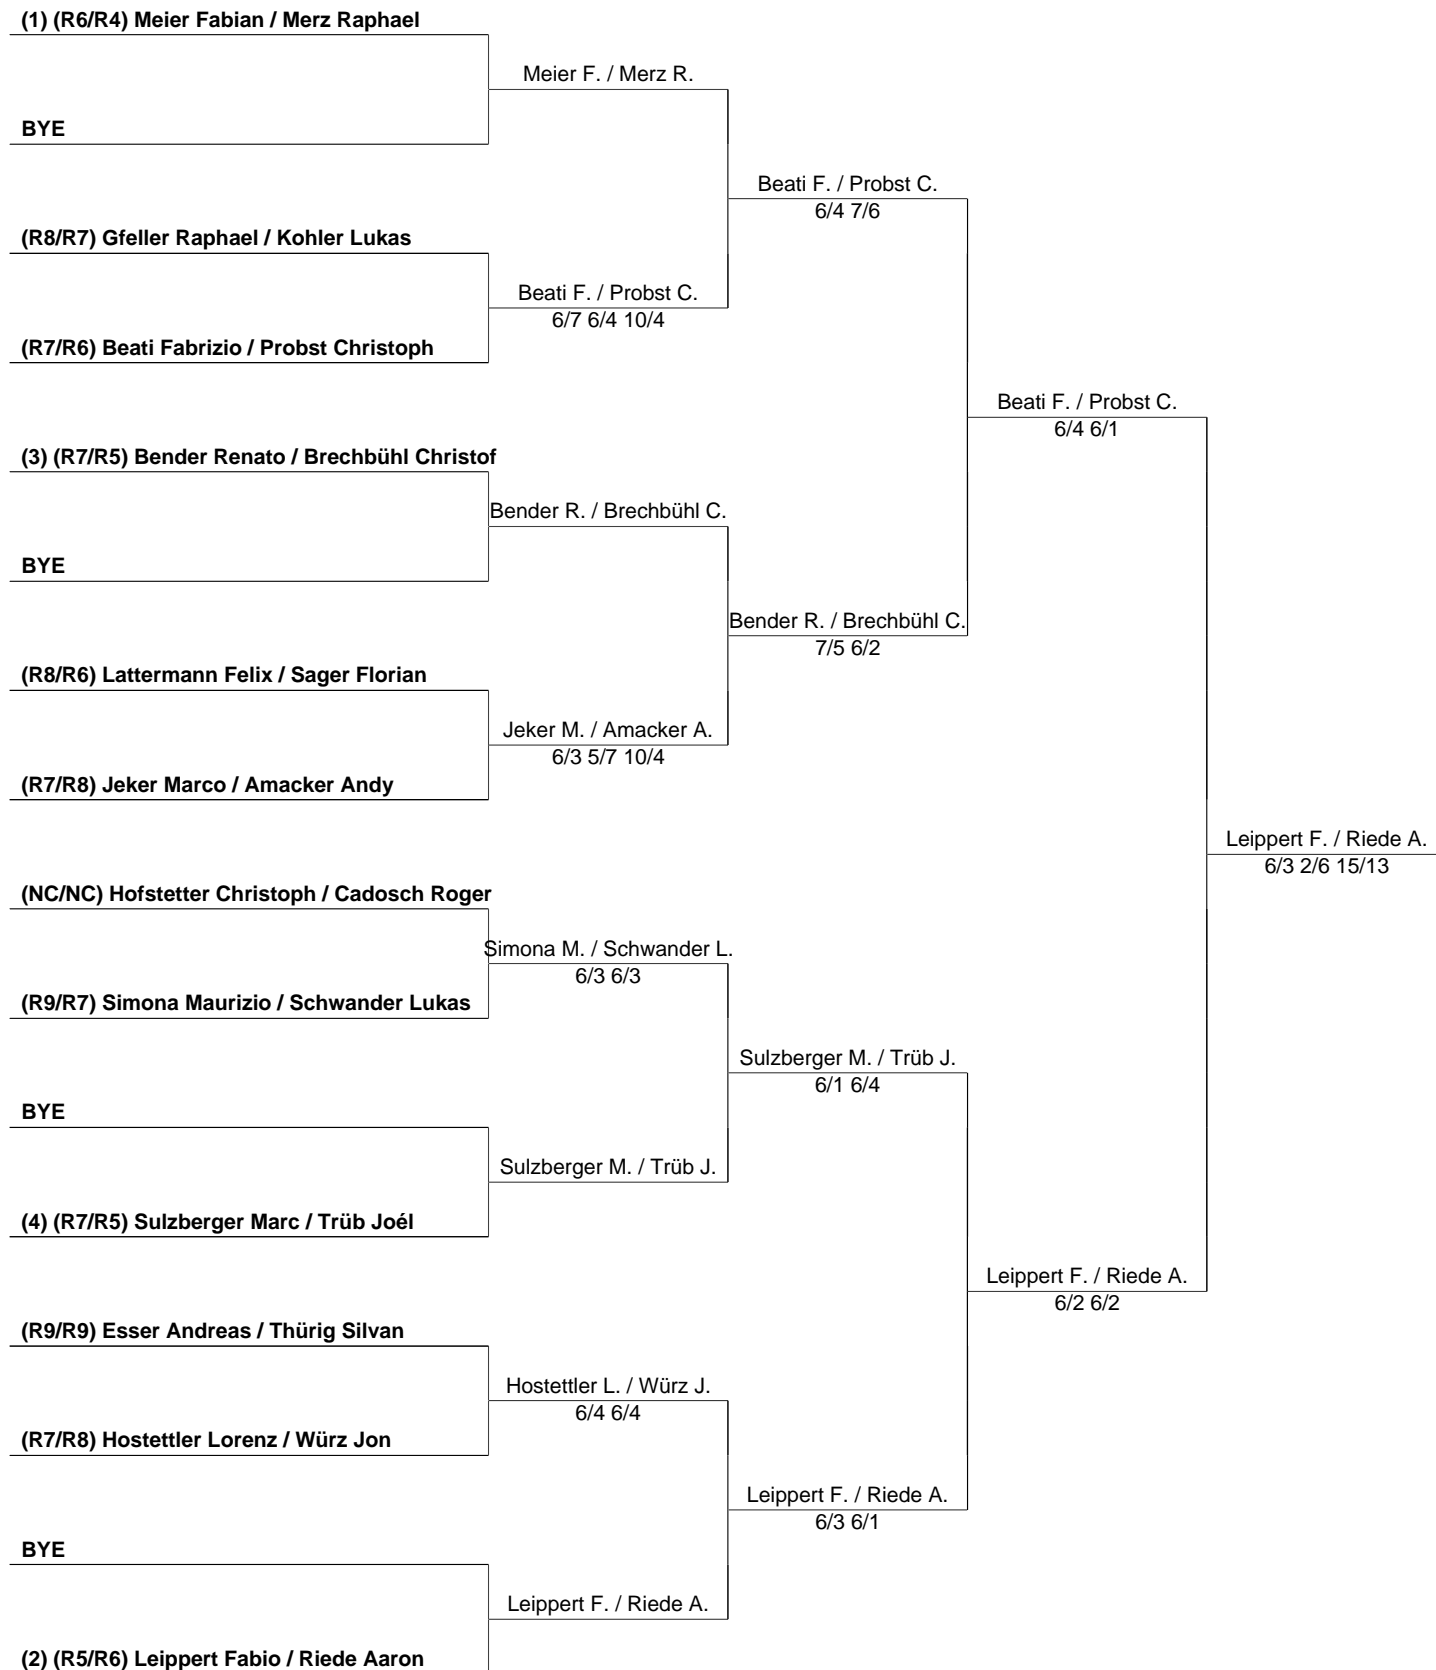 (1) (R6/R4) Meier Fabian / Merz Raphael
Meier F. / Merz R.
BYE
Beati F. / Probst C.
6/4 7/6
(R8/R7) Gfeller Raphael / Kohler Lukas
Beati F. / Probst C.
6/7 6/4 10/4
(R7/R6) Beati Fabrizio / Probst Christoph
Beati F. / Probst C.
6/4 6/1
(3) (R7/R5) Bender Renato / Brechbühl Christof
Bender R. / Brechbühl C.
BYE
Bender R. / Brechbühl C.
7/5 6/2
(R8/R6) Lattermann Felix / Sager Florian
Jeker M. / Amacker A.
6/3 5/7 10/4
(R7/R8) Jeker Marco / Amacker Andy
Leippert F. / Riede A.
6/3 2/6 15/13
(NC/NC) Hofstetter Christoph / Cadosch Roger
Simona M. / Schwander L.
6/3 6/3
(R9/R7) Simona Maurizio / Schwander Lukas
Sulzberger M. / Trüb J.
6/1 6/4
BYE
Sulzberger M. / Trüb J.
(4) (R7/R5) Sulzberger Marc / Trüb Joél
Leippert F. / Riede A.
6/2 6/2
(R9/R9) Esser Andreas / Thürig Silvan
Hostettler L. / Würz J.
6/4 6/4
(R7/R8) Hostettler Lorenz / Würz Jon
Leippert F. / Riede A.
6/3 6/1
BYE
Leippert F. / Riede A.
(2) (R5/R6) Leippert Fabio / Riede Aaron